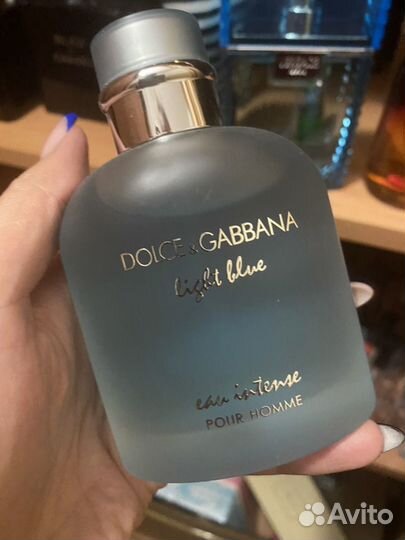 DOLCE & GABBANA
light blue
eau intense
POUR HOMME
Avito